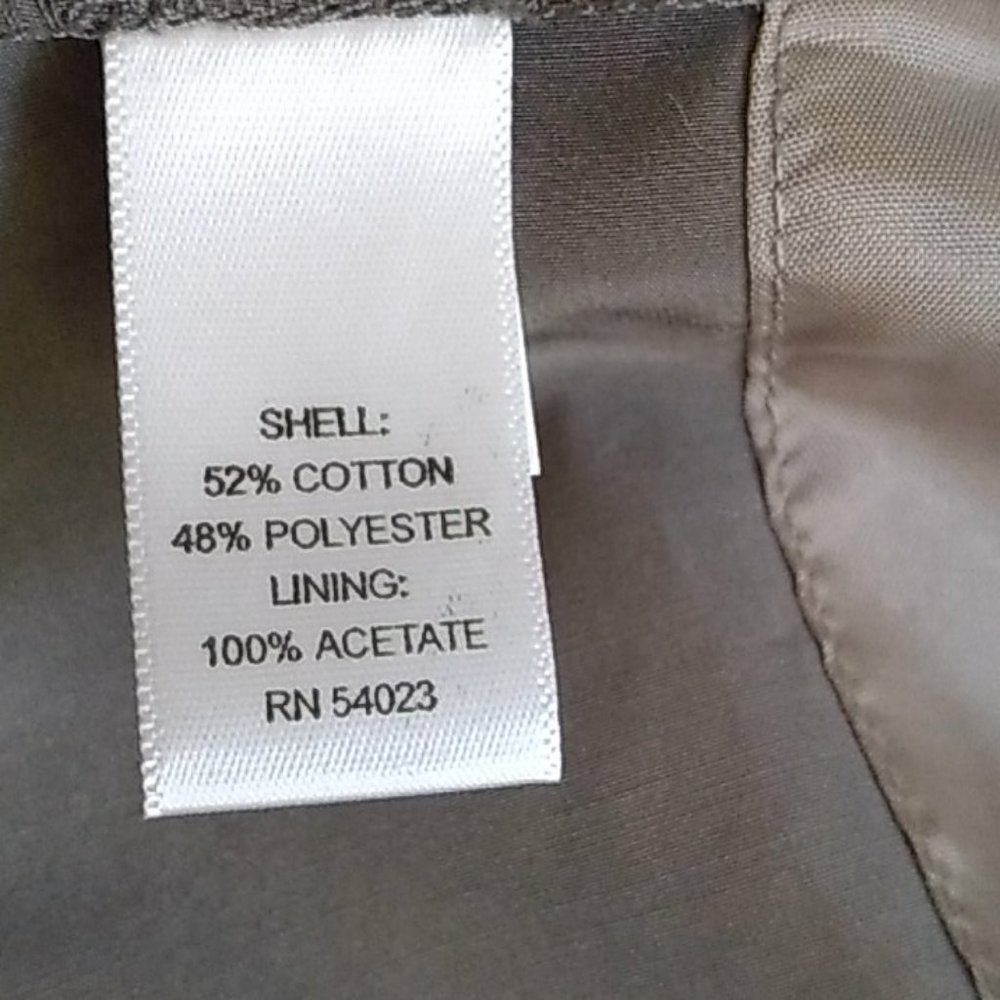 SHELL:
52% COTTON
48% POLYESTER
LINING:
100% ACETATE
RN 54023